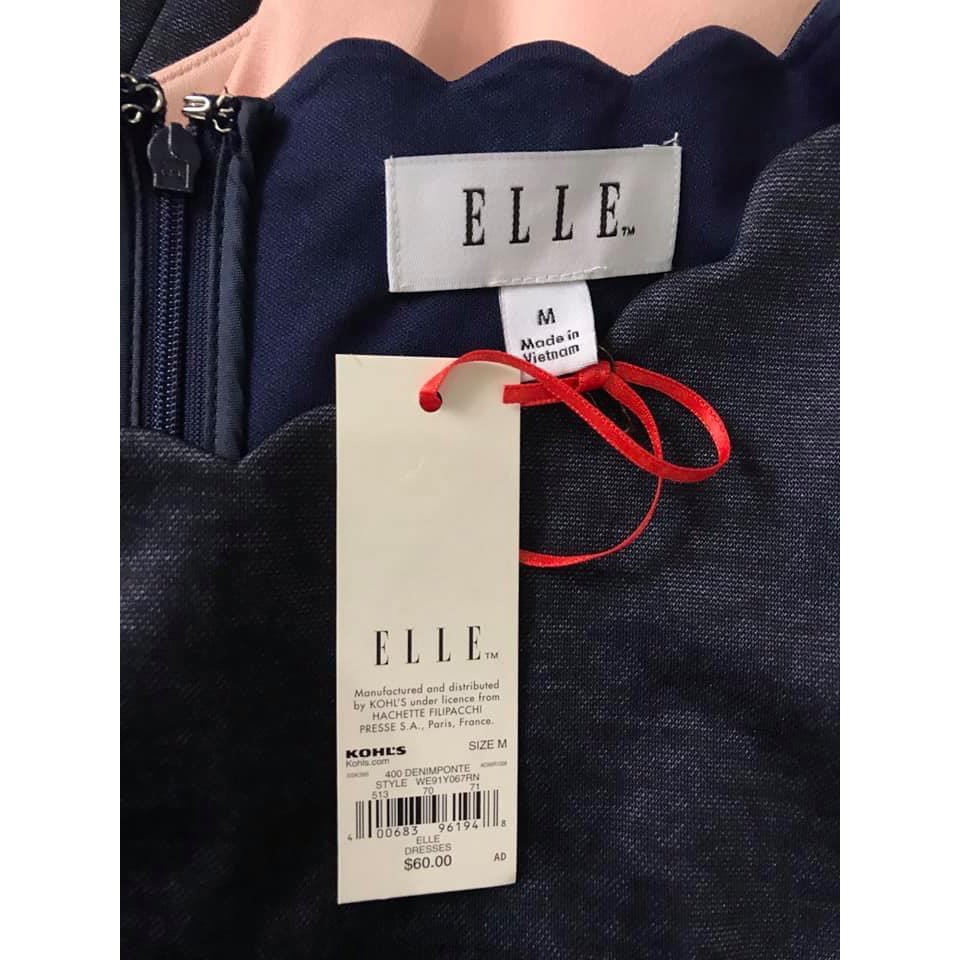 ELLE™
M
Made in
Vietnam
ELLE™
Manufactured and distributed
by KOHL'S under licence from
HACHETTE FILIPACCHI
PRESSE S.A., Paris, France.
KOHL'S SIZE M
Kohls.com
400 DENIMPONTE
STYLE WE91Y067RN
513 70 71
4 00683 96194 8
ELLE
DRESSES
$60.00 AD